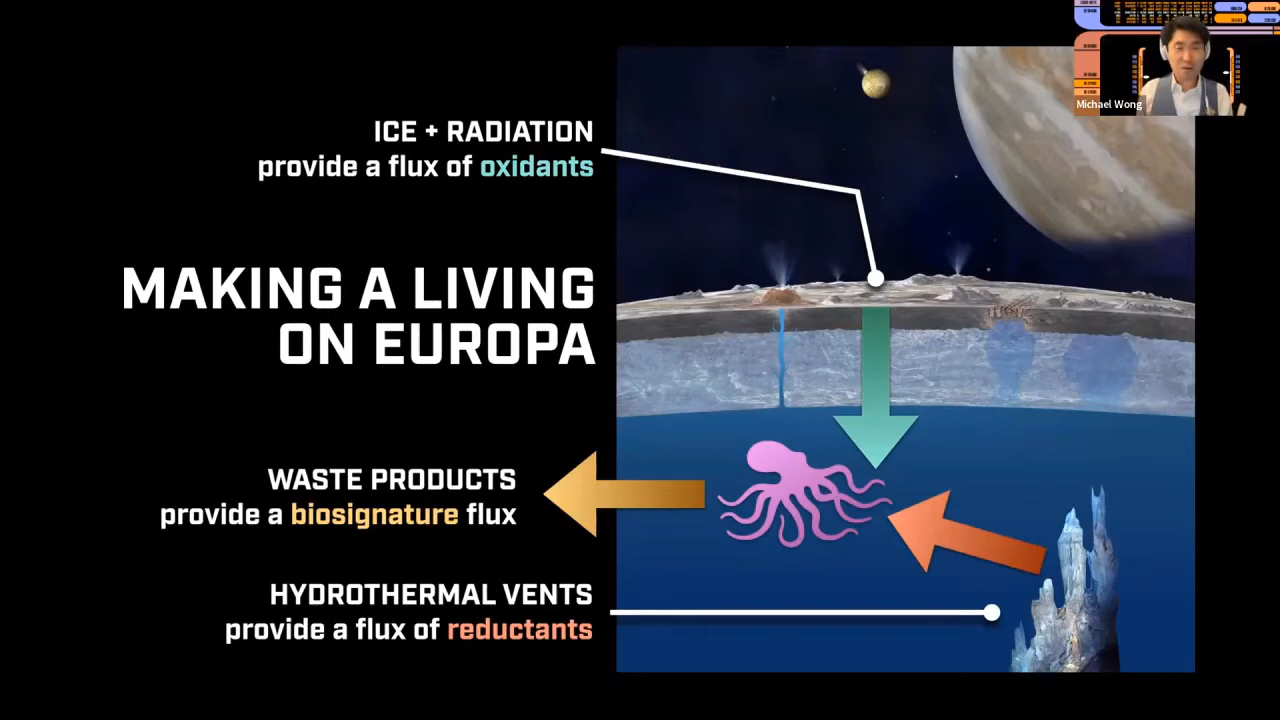 Michael Wong
ICE + RADIATION
provide a flux of oxidants
MAKING A LIVING
ON EUROPA
WASTE PRODUCTS
provide a biosignature flux
HYDROTHERMAL VENTS
provide a flux of reductants